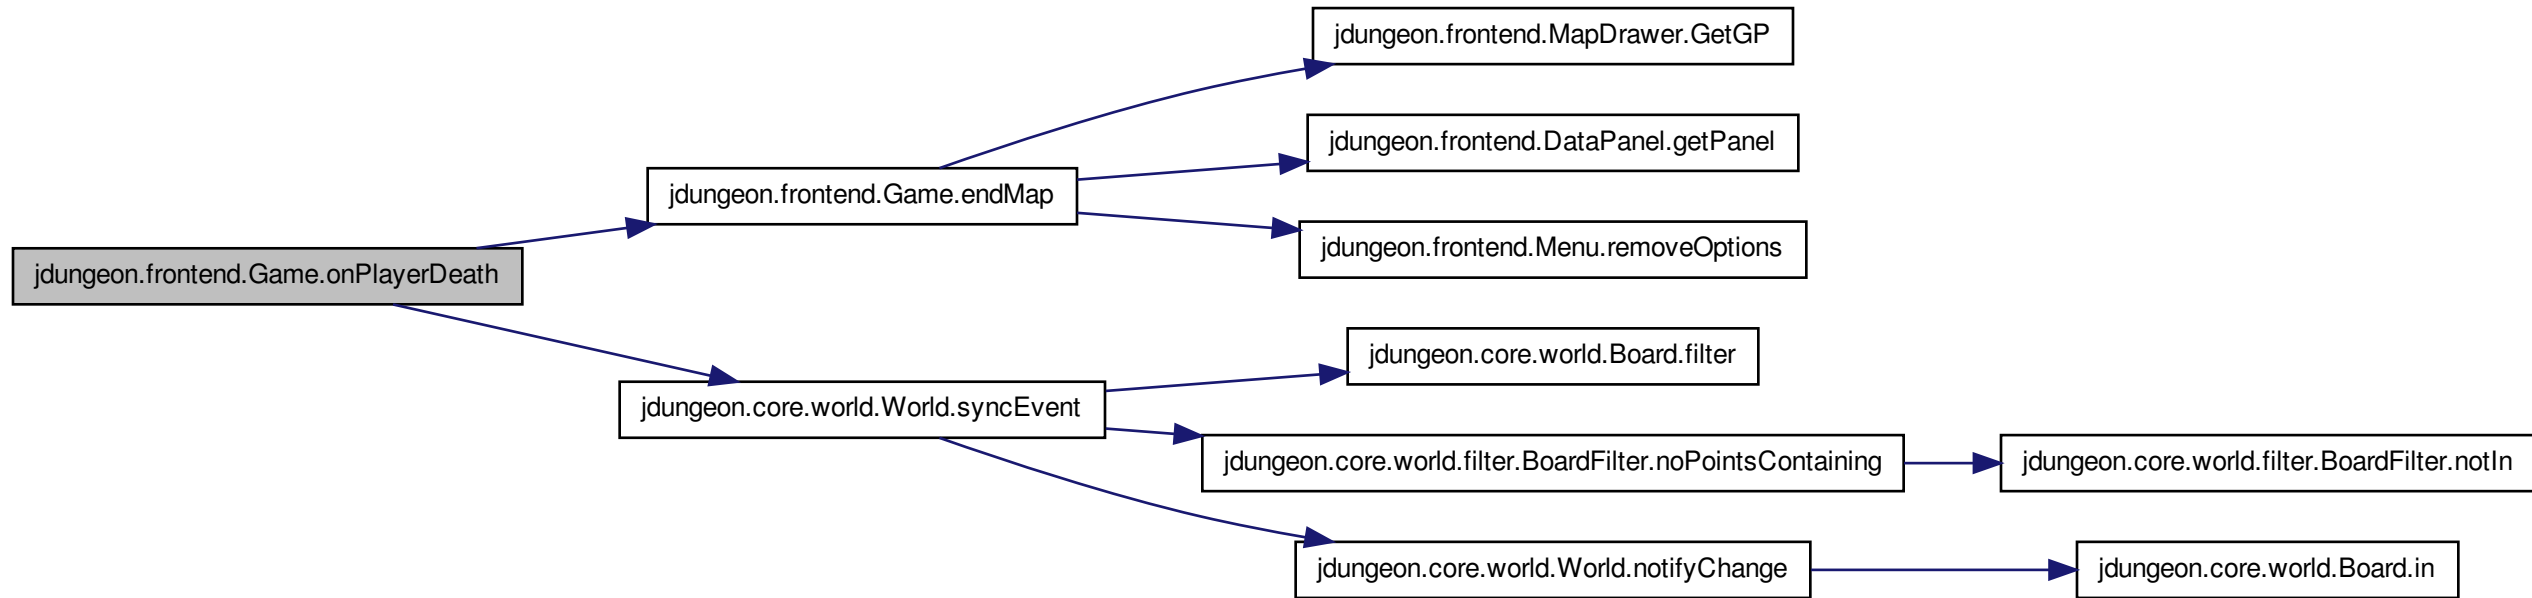 jdungeon.frontend.MapDrawer.GetGP
jdungeon.frontend.DataPanel.getPanel
jdungeon.frontend.Game.endMap
jdungeon.frontend.Menu.removeOptions
jdungeon.frontend.Game.onPlayerDeath
jdungeon.core.world.Board.filter
jdungeon.core.world.World.syncEvent
jdungeon.core.world.filter.BoardFilter.noPointsContaining
jdungeon.core.world.filter.BoardFilter.notIn
jdungeon.core.world.World.notifyChange
jdungeon.core.world.Board.in